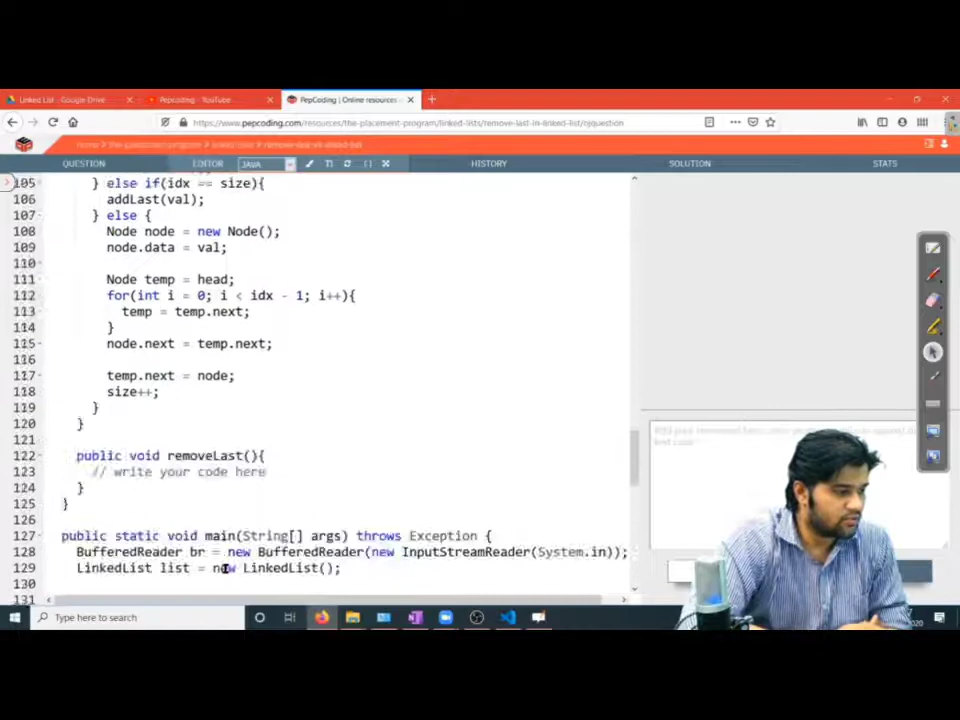 Linked List - Google Drive
Pepcoding - YouTube
PepCoding | Online resources
https://www.pepcoding.com/resources/the-placement-program/linked-lists/remove-last-in-linked-list/ojquestion
QUESTION
EDITOR
JAVA
HISTORY
SOLUTION
STATS
105 } else if(idx == size){
106 addLast(val);
107 } else {
108 Node node = new Node();
109 node.data = val;
110
111 Node temp = head;
112 for(int i = 0; i < idx - 1; i++){
113 temp = temp.next;
114 }
115 node.next = temp.next;
116
117 temp.next = node;
118 size++;
119 }
120 }
121
122 public void removeLast(){
123 // write your code here
124 }
125 }
126
127 public static void main(String[] args) throws Exception {
128 BufferedReader br = new BufferedReader(new InputStreamReader(System.in));
129 LinkedList list = new LinkedList();
130
131
Type here to search